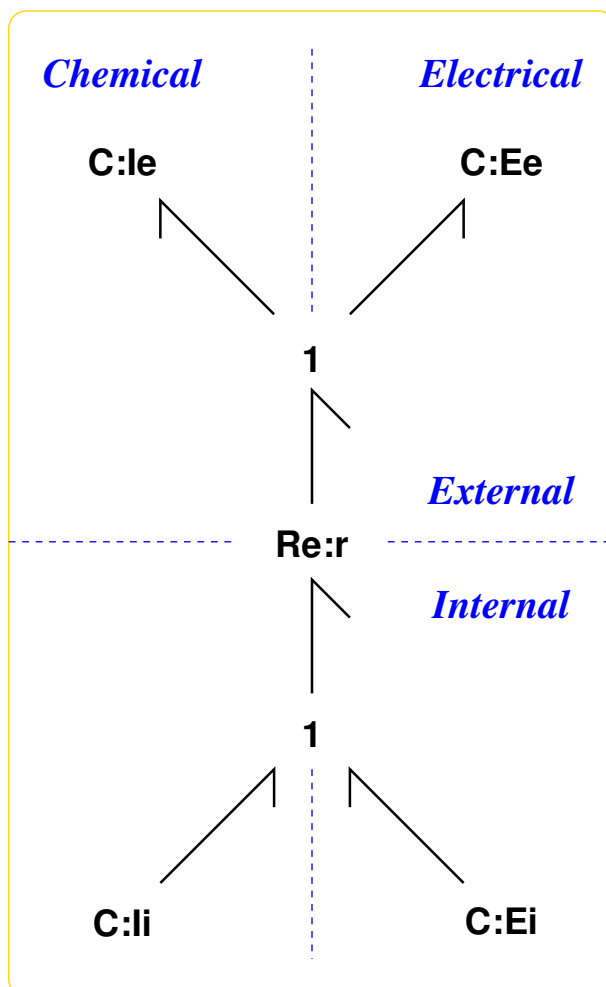 Chemical
Electrical
C:Ie
C:Ee
1
External
Re:r
Internal
1
C:Ii
C:Ei